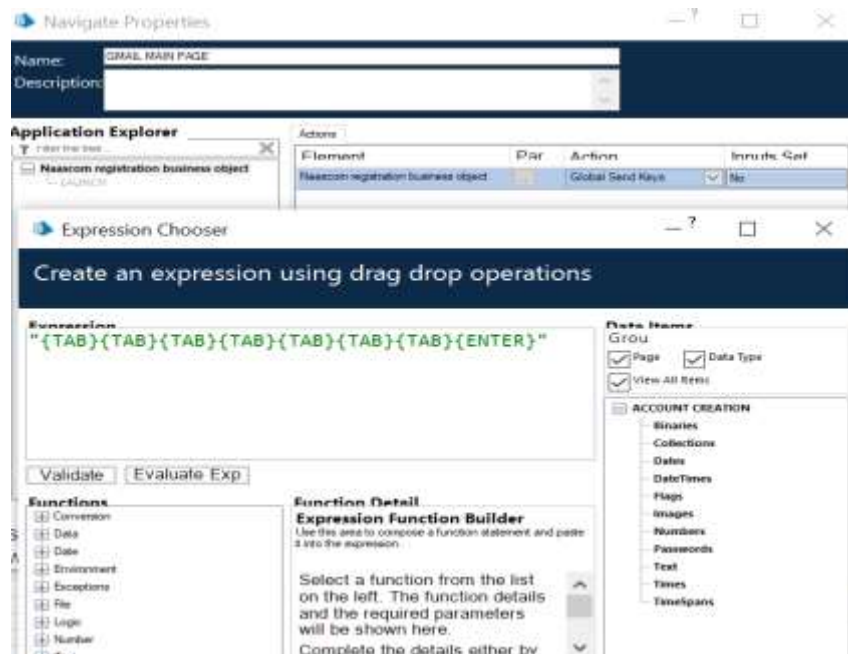 Navigate Properties
Name: GMAIL MAIN PAGE
Description:
Application Explorer
Filter the tree...
Naascom registration business object
LAUNCH
Actions
Element Par Action Inputs Set
Naascom registration business object Global Send Keys No
Expression Chooser
Create an expression using drag drop operations
Expression
"{TAB}{TAB}{TAB}{TAB}{TAB}{TAB}{TAB}{ENTER}"
Validate Evaluate Exp
Functions
Conversion
Data
Date
Environment
Exceptions
File
Logic
Number
Function Detail
Expression Function Builder
Use this area to compose a function statement and paste
it into the expression.
Select a function from the list
on the left. The function details
and the required parameters
will be shown here.
Complete the details either by
Data Items
Grou
Page Data Type
View All Items
ACCOUNT CREATION
Binaries
Collections
Dates
DateTimes
Flags
Images
Numbers
Passwords
Text
Times
TimeSpans